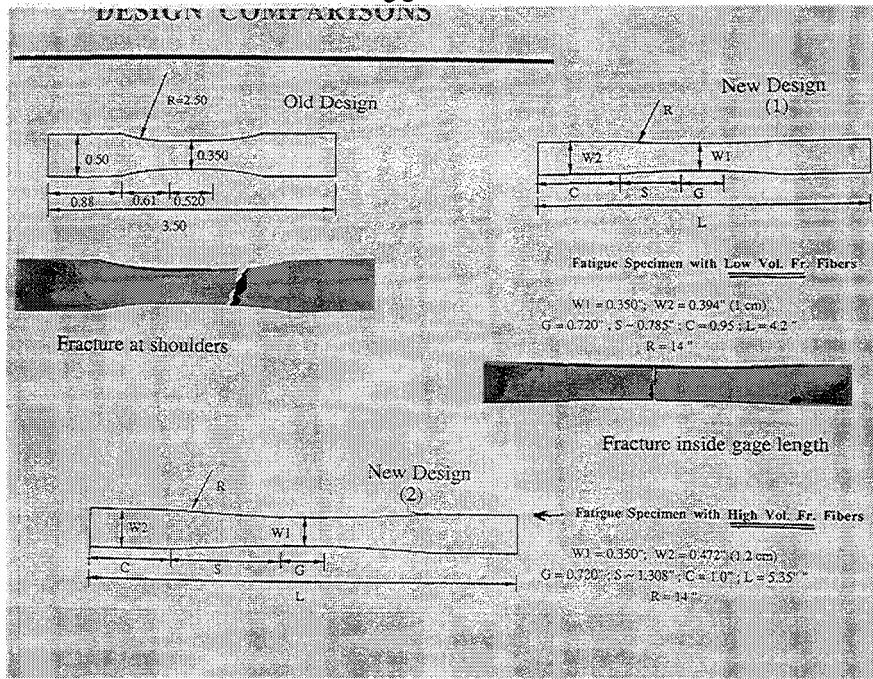 DESIGN COMPARISONS
R=2.50
Old Design
0.50
0.350
0.88
0.61
0.520
3.50
Fracture at shoulders
New Design
(1)
R
W2
W1
C
S
G
L
Fatigue Specimen with Low Vol. Fr. Fibers
W1 = 0.350"; W2 = 0.394" (1 cm)
G = 0.720" , S ~ 0.785" ; C = 0.95 ; L = 4.2 "
R = 14 "
Fracture inside gage length
New Design
(2)
R
W2
W1
C
S
G
L
Fatigue Specimen with High Vol. Fr. Fibers
W1 = 0.350"; W2 = 0.472" (1.2 cm)
G = 0.720" ; S ~ 1.308" ; C = 1.0" ; L = 5.35" "
R = 14 "